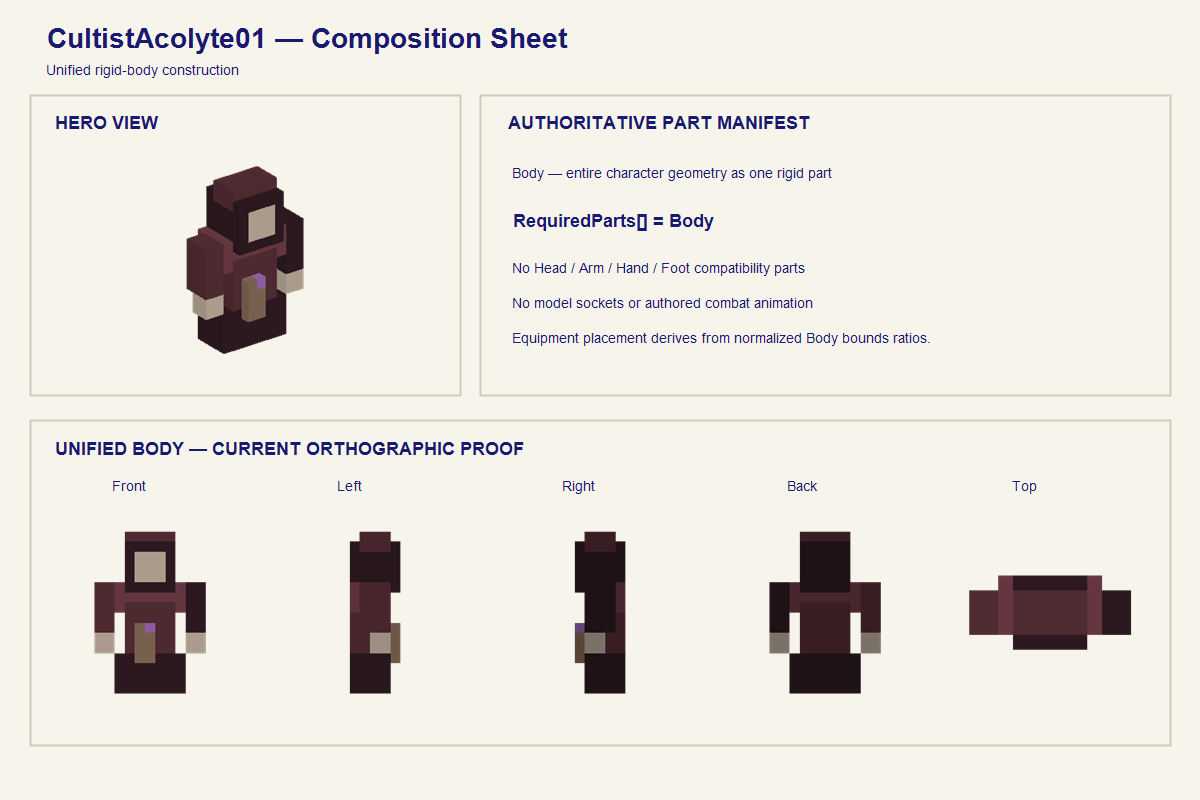 CultistAcolyte01 — Composition Sheet
Unified rigid-body construction
HERO VIEW
AUTHORITATIVE PART MANIFEST
Body — entire character geometry as one rigid part
RequiredParts[] = Body
No Head / Arm / Hand / Foot compatibility parts
No model sockets or authored combat animation
Equipment placement derives from normalized Body bounds ratios.
UNIFIED BODY — CURRENT ORTHOGRAPHIC PROOF
Front Left Right Back Top